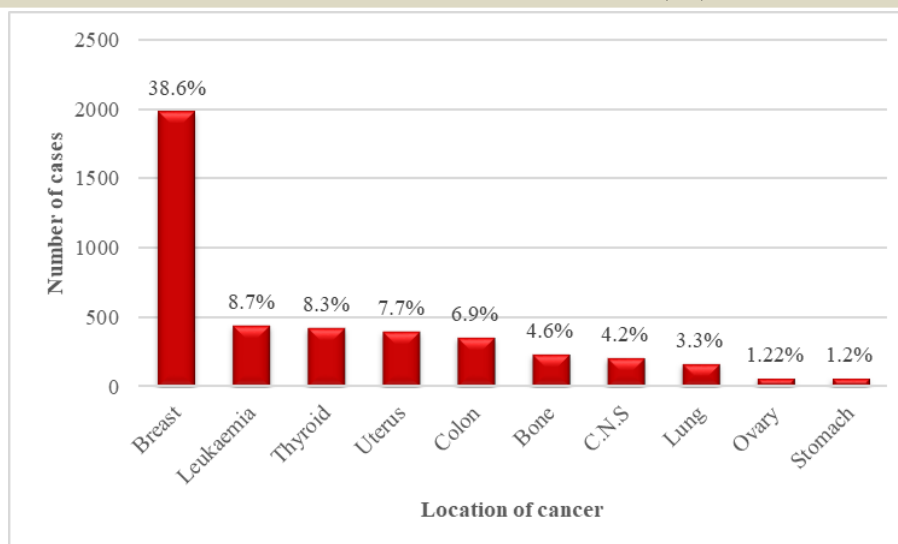 2500
2000
1500
1000
500
0
Number of cases
38.6%
8.7%
8.3%
7.7%
6.9%
4.6%
4.2%
3.3%
1.22%
1.2%
Breast
Leukaemia
Thyroid
Uterus
Colon
Bone
C.N.S
Lung
Ovary
Stomach
Location of cancer